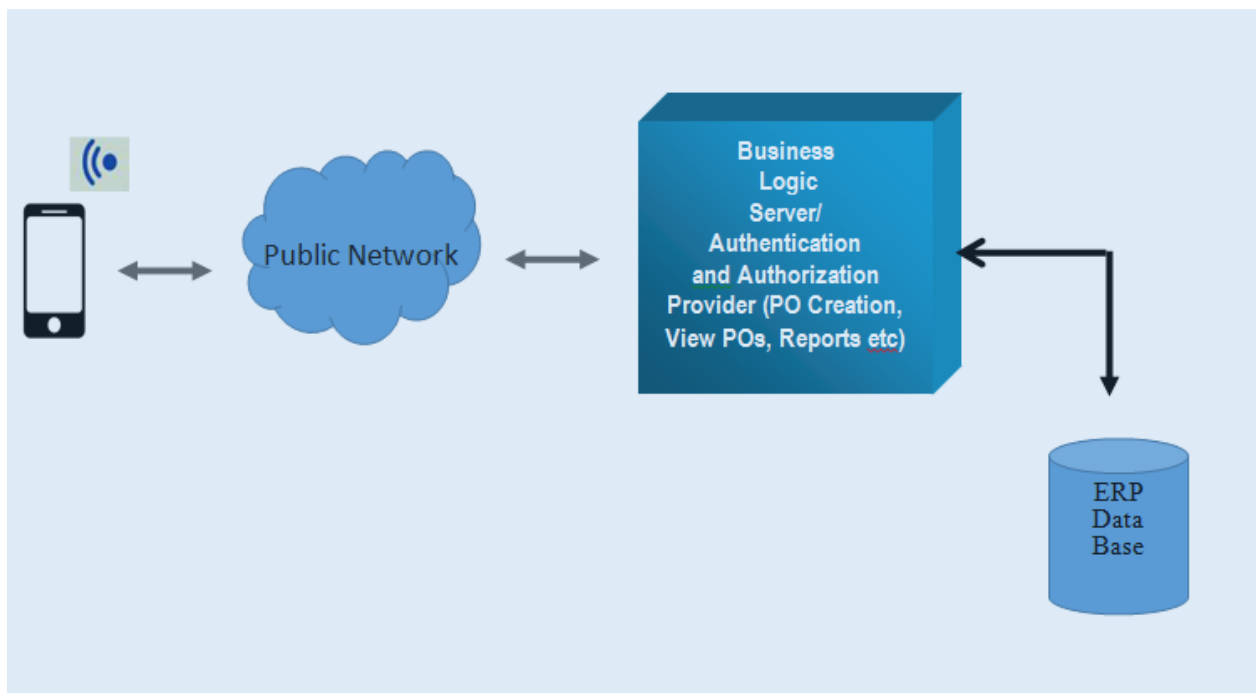 Public Network
Business
Logic
Server/
Authentication
and Authorization
Provider (PO Creation,
View POs, Reports etc)
ERP
Data
Base